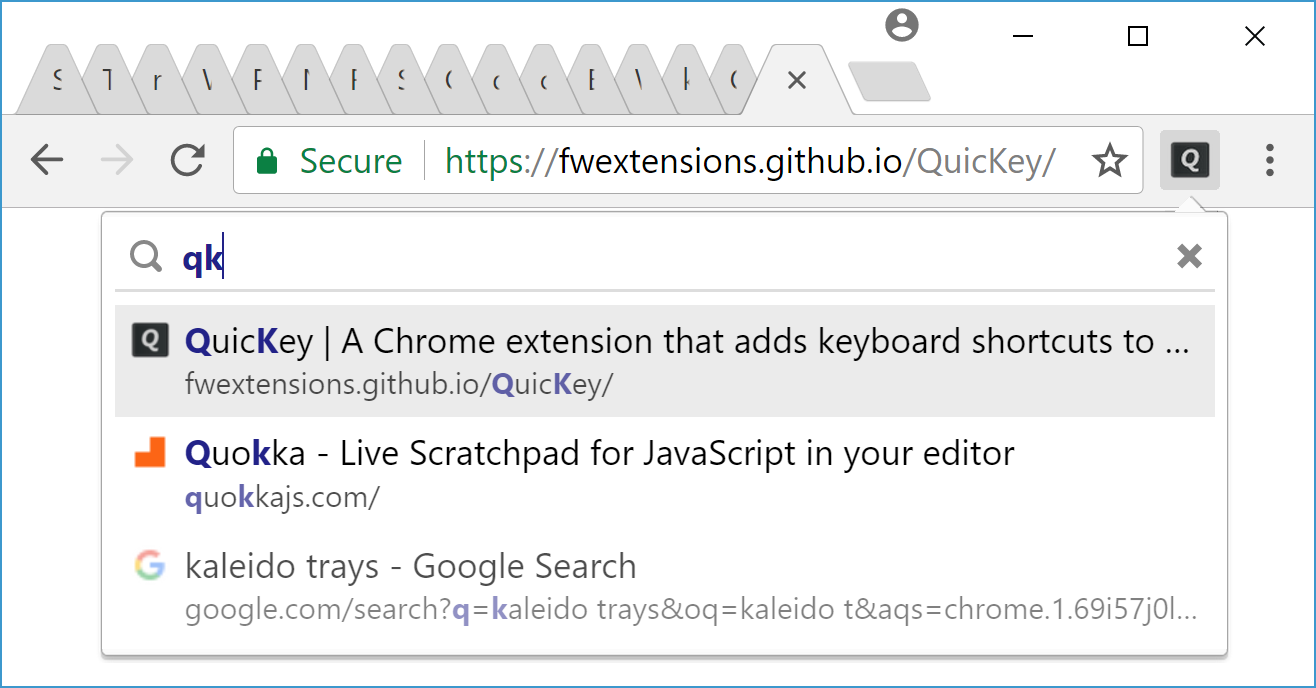 S T r V F N F S C c c E V k C
Secure https://fwextensions.github.io/QuicKey/
Q
qk
Q QuicKey | A Chrome extension that adds keyboard shortcuts to ...
fwextensions.github.io/QuicKey/
Quokka - Live Scratchpad for JavaScript in your editor
quokkajs.com/
G kaleido trays - Google Search
google.com/search?q=kaleido trays&oq=kaleido t&aqs=chrome.1.69i57j0l...